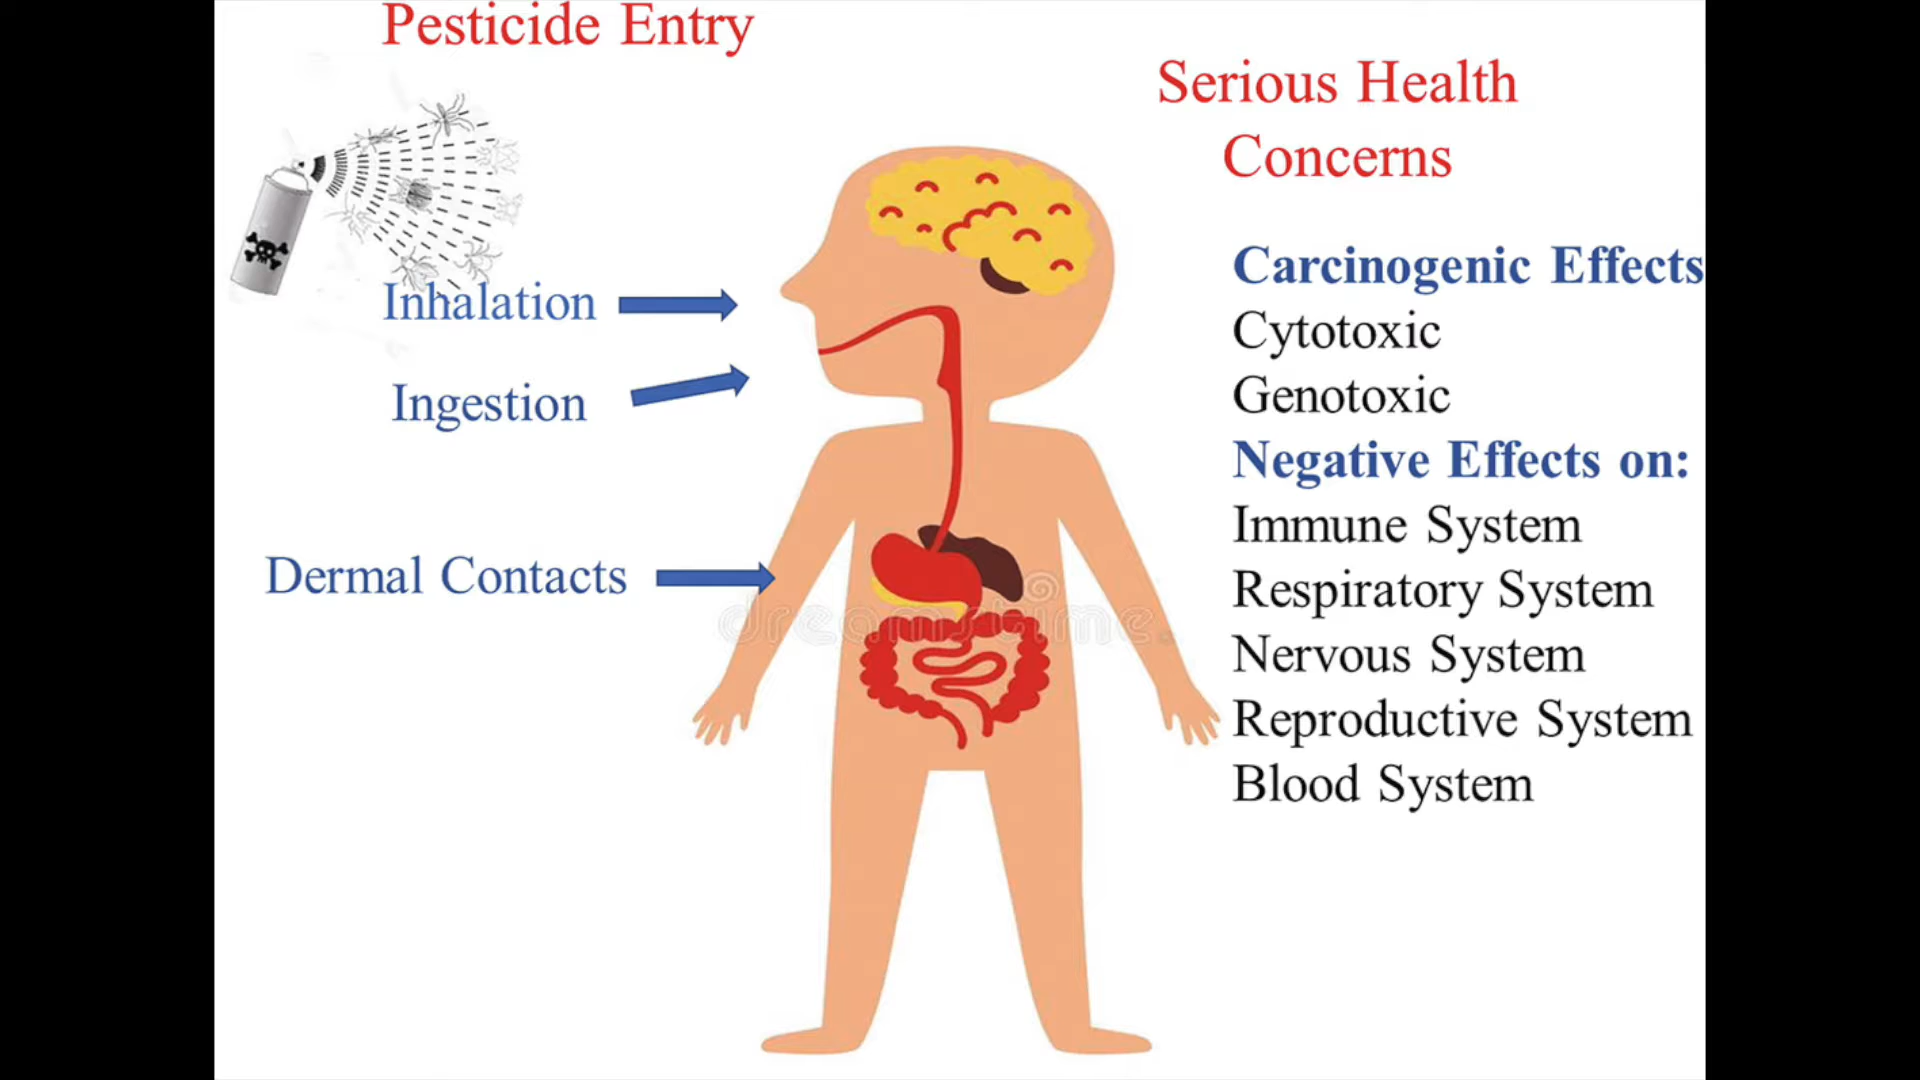 Pesticide Entry
Serious Health
Concerns
Inhalation
Ingestion
Dermal Contacts
Carcinogenic Effects
Cytotoxic
Genotoxic
Negative Effects on:
Immune System
Respiratory System
Nervous System
Reproductive System
Blood System
dreamstime.